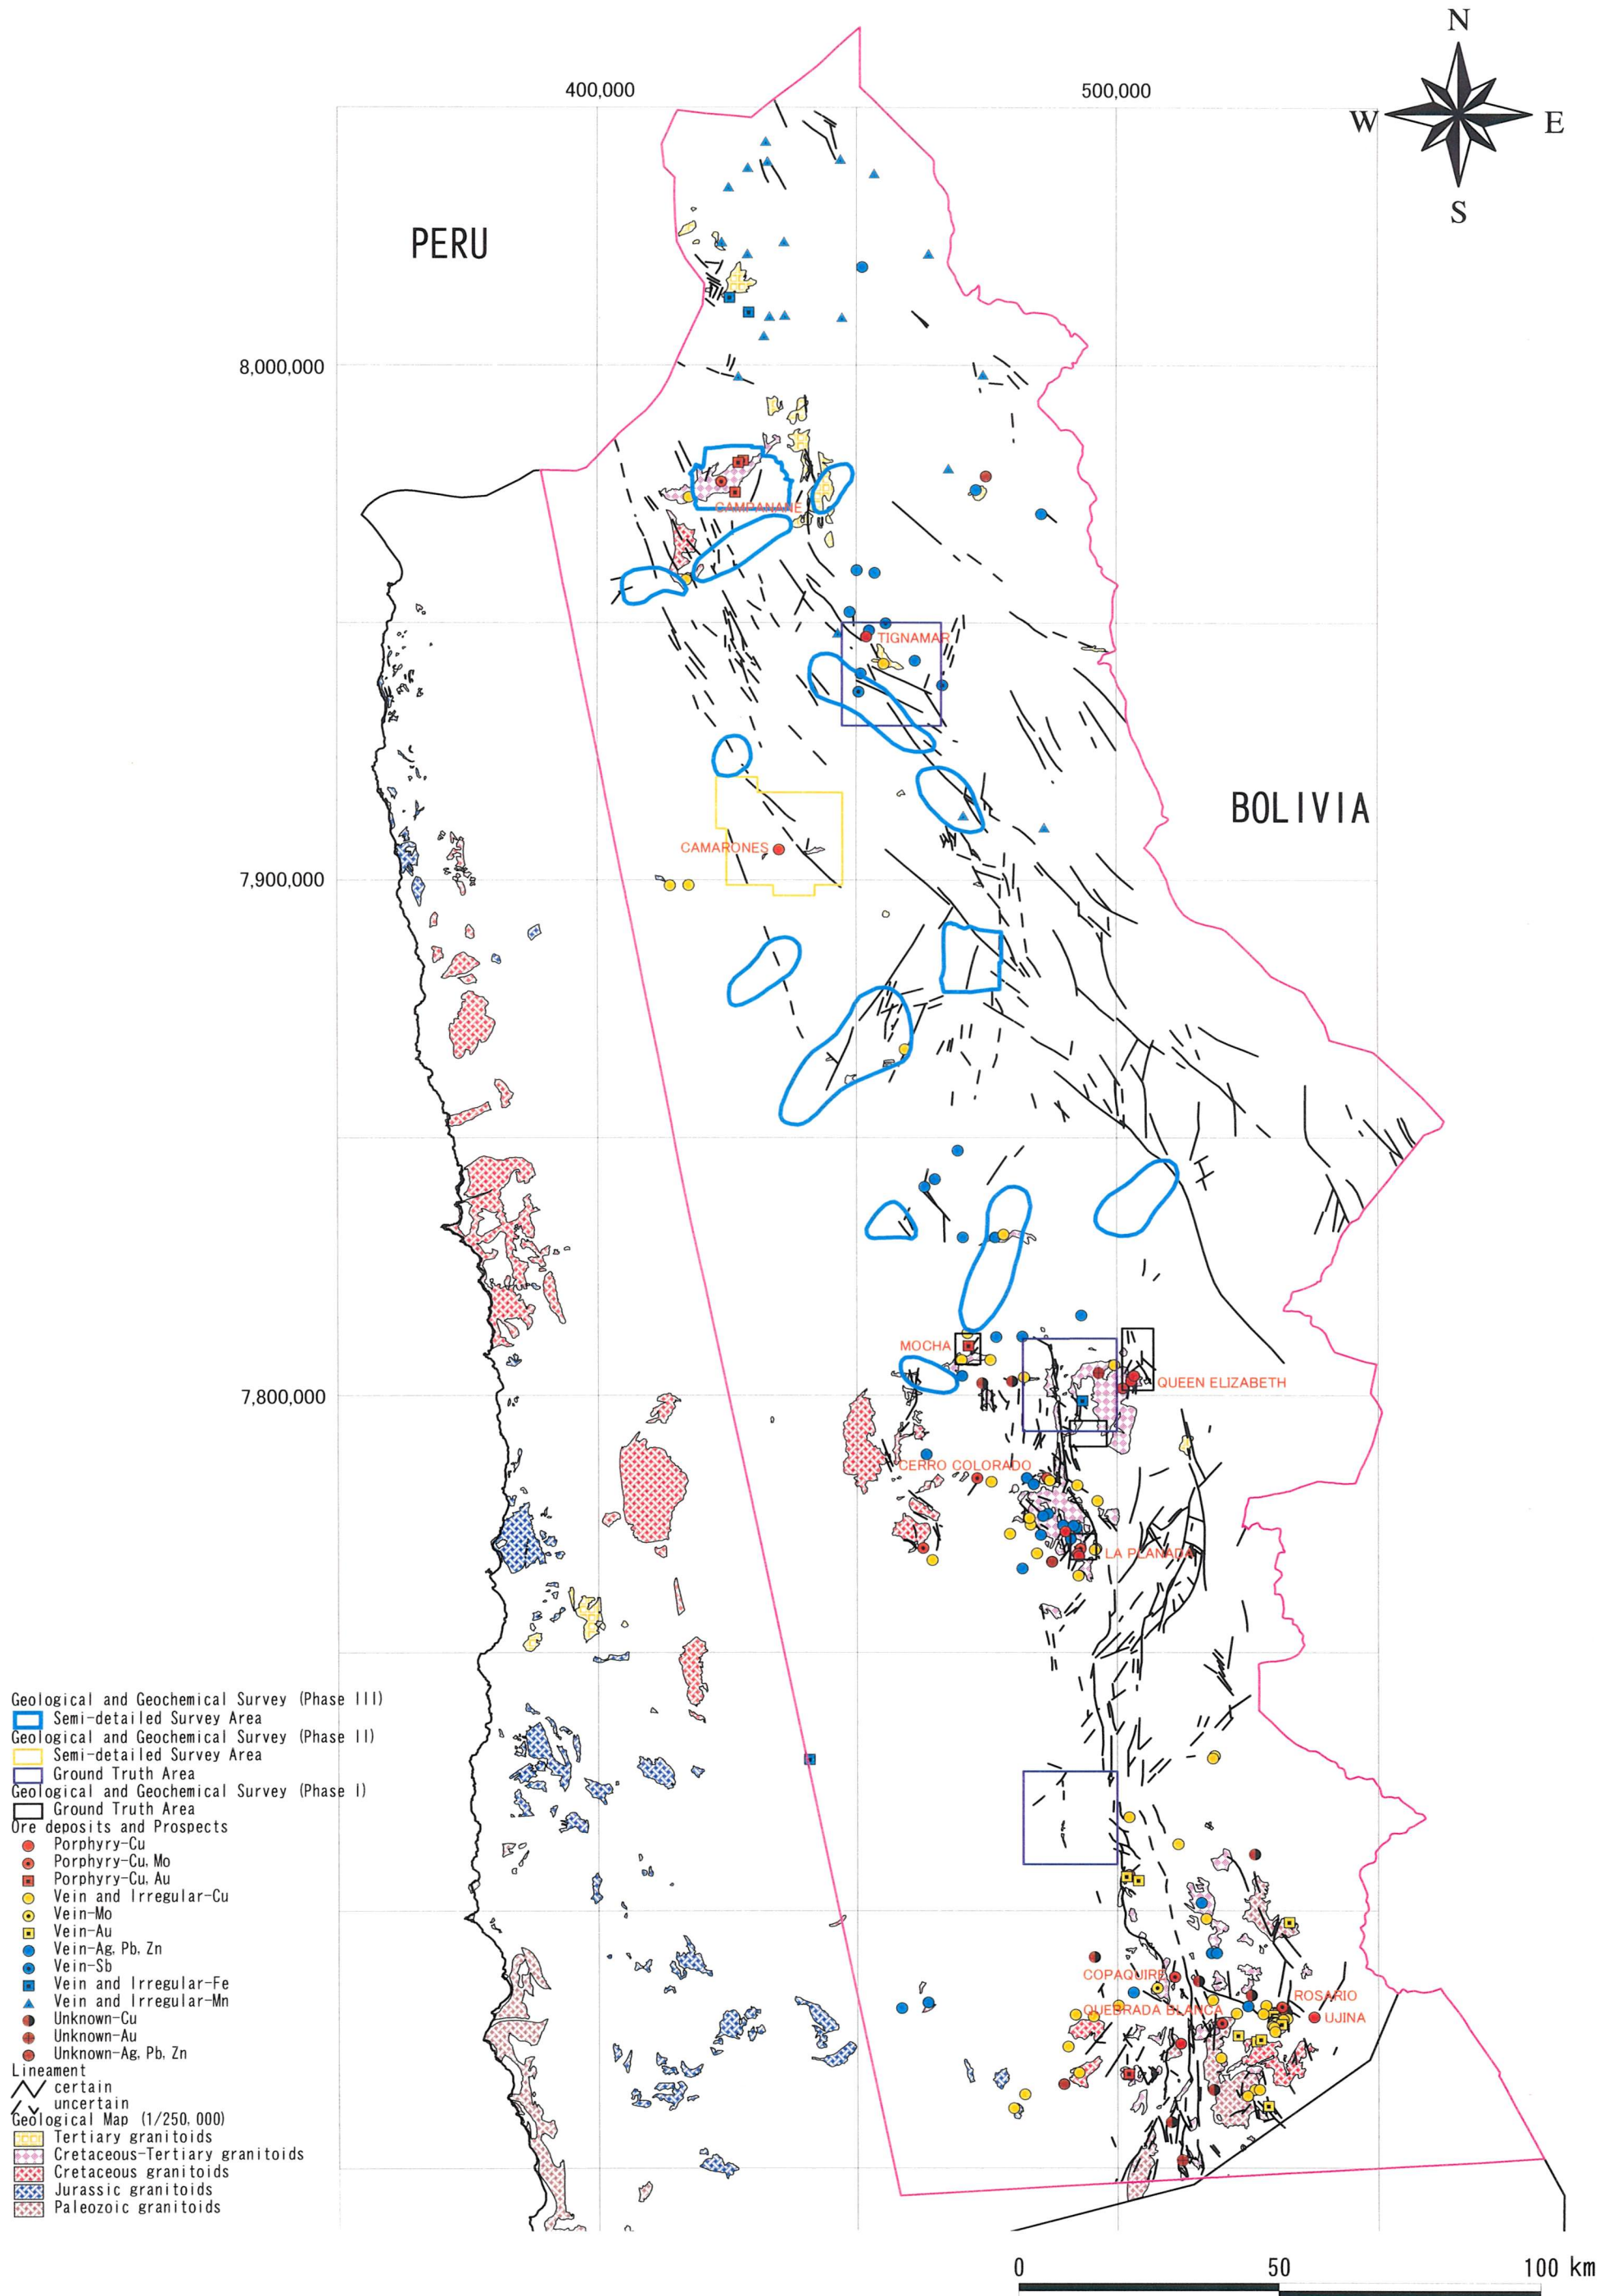 N
400,000
500,000
W
E
S
PERU
8,000,000
CAMPANANE
TIGNAMAR
BOLIVIA
CAMARONES
7,900,000
MOCHA
QUEEN ELIZABETH
7,800,000
CERRO COLORADO
LA PLANADA
COPAQUIRE
ROSARIO
QUEBRADA BLANCA
UJINA
Geological and Geochemical Survey (Phase III)
Semi-detailed Survey Area
Geological and Geochemical Survey (Phase II)
Semi-detailed Survey Area
Ground Truth Area
Geological and Geochemical Survey (Phase I)
Ground Truth Area
Ore deposits and Prospects
Porphyry-Cu
Porphyry-Cu, Mo
Porphyry-Cu, Au
Vein and Irregular-Cu
Vein-Mo
Vein-Au
Vein-Ag, Pb, Zn
Vein-Sb
Vein and Irregular-Fe
Vein and Irregular-Mn
Unknown-Cu
Unknown-Au
Unknown-Ag, Pb, Zn
Lineament
certain
uncertain
Geological Map (1/250,000)
Tertiary granitoids
Cretaceous-Tertiary granitoids
Cretaceous granitoids
Jurassic granitoids
Paleozoic granitoids
0 50 100 km